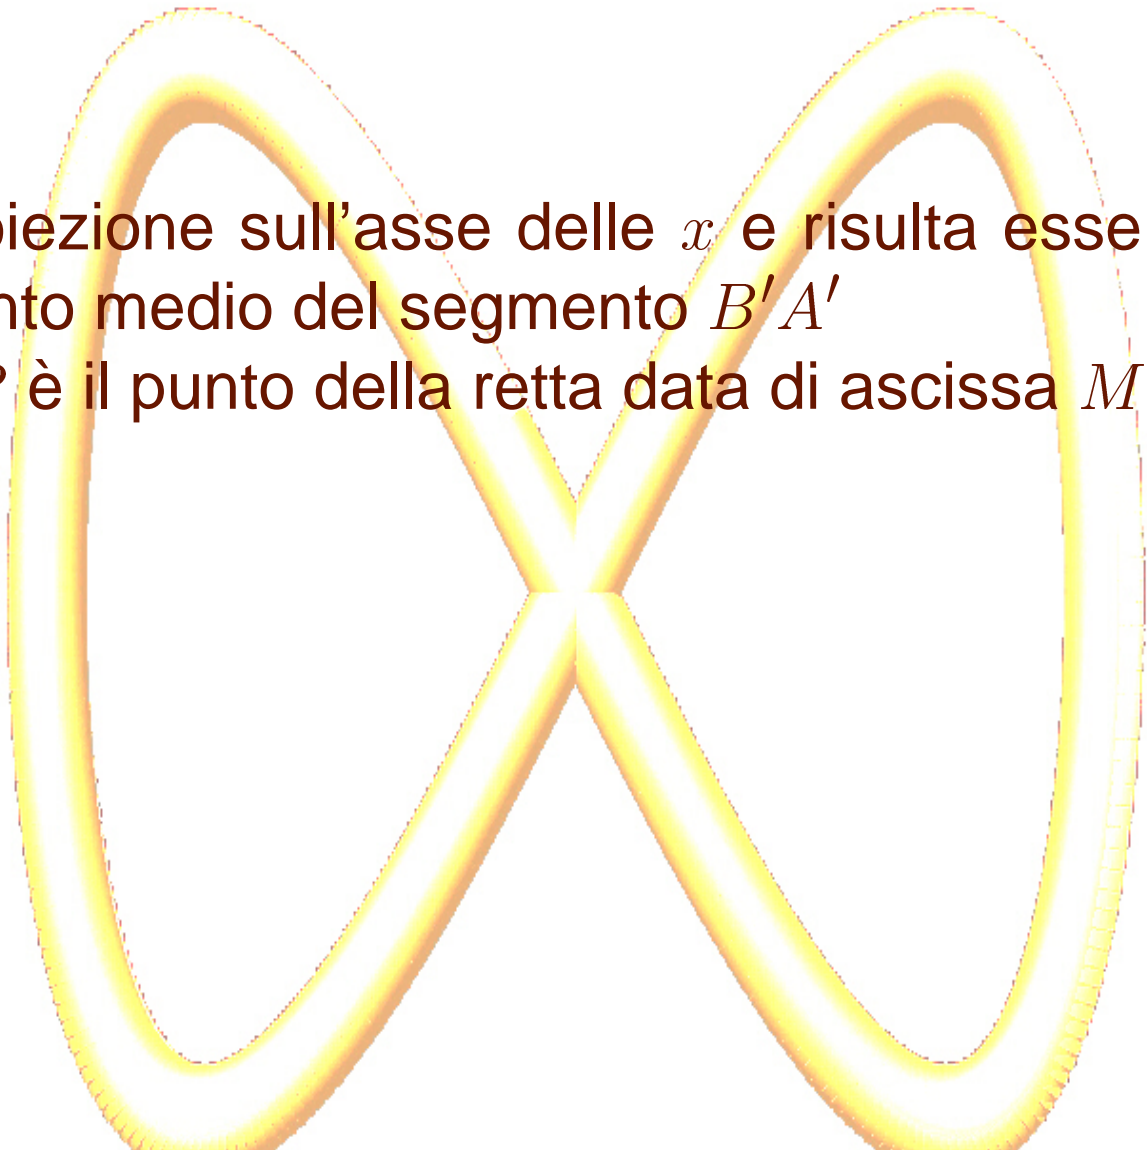 iezione sull'asse delle x e risulta esse
nto medio del segmento B′A′
è il punto della retta data di ascissa M